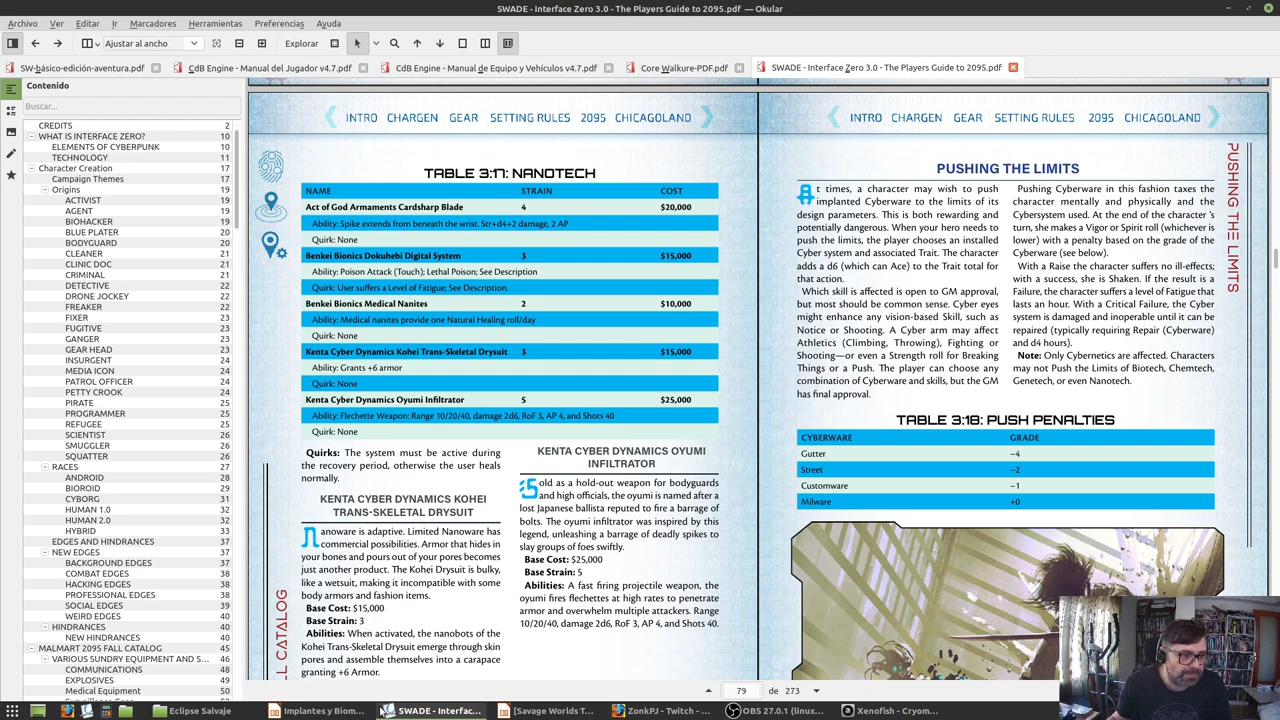 SWADE - Interface Zero 3.0 - The Players Guide to 2095.pdf — Okular
Archivo Ver Editar Ir Marcadores Herramientas Preferencias Ayuda
Ajustar al ancho Explorar
SW-básico-edición-aventura.pdf CdB Engine - Manual del Jugador v4.7.pdf CdB Engine - Manual de Equipo y Vehículos v4.7.pdf Core Walkure-PDF.pdf SWADE - Interface Zero 3.0 - The Players Guide to 2095.pdf
Contenido
Buscar...
CREDITS 2
WHAT IS INTERFACE ZERO? 10
ELEMENTS OF CYBERPUNK 10
TECHNOLOGY 11
Character Creation 17
Campaign Themes 17
Origins 19
ACTIVIST 19
AGENT 19
BIOHACKER 19
BLUE PLATER 20
BODYGUARD 20
CLEANER 21
CLINIC DOC 21
CRIMINAL 21
DETECTIVE 22
DRONE JOCKEY 22
FREAKER 22
FIXER 23
FUGITIVE 23
GANGER 23
GEAR HEAD 23
INSURGENT 24
MEDIA ICON 24
PATROL OFFICER 24
PETTY CROOK 24
PIRATE 25
PROGRAMMER 25
REFUGEE 25
SCIENTIST 26
SMUGGLER 26
SQUATTER 26
RACES 27
ANDROID 28
BIOROID 29
CYBORG 31
HUMAN 1.0 32
HUMAN 2.0 32
HYBRID 33
EDGES AND HINDRANCES 37
NEW EDGES 37
BACKGROUND EDGES 37
COMBAT EDGES 38
HACKING EDGES 38
PROFESSIONAL EDGES 38
SOCIAL EDGES 39
WEIRD EDGES 40
HINDRANCES 40
NEW HINDRANCES 40
MALMART 2095 FALL CATALOG 45
VARIOUS SUNDRY EQUIPMENT AND S... 46
COMMUNICATIONS 48
EXPLOSIVES 49
Medical Equipment 50
INTRO CHARGEN GEAR SETTING RULES 2095 CHICAGOLAND
TABLE 3:17: NANOTECH
NAME STRAIN COST
Act of God Armaments Cardsharp Blade 4 $20,000
Ability: Spike extends from beneath the wrist. Str+d4+2 damage, 2 AP
Quirk: None
Benkei Bionics Dokuhebi Digital System 3 $15,000
Ability: Poison Attack (Touch); Lethal Poison; See Description
Quirk: User suffers a Level of Fatigue; See Description.
Benkei Bionics Medical Nanites 2 $10,000
Ability: Medical nanites provide one Natural Healing roll/day
Quirk: None
Kenta Cyber Dynamics Kohei Trans-Skeletal Drysuit 3 $15,000
Ability: Grants +6 armor
Quirk: None
Kenta Cyber Dynamics Oyumi Infiltrator 5 $25,000
Ability: Flechette Weapon: Range 10/20/40, damage 2d6, RoF 3, AP 4, and Shots 40
Quirk: None
Quirks: The system must be active during
the recovery period, otherwise the user heals
normally.
KENTA CYBER DYNAMICS KOHEI
TRANS-SKELETAL DRYSUIT
Nanoware is adaptive. Limited Nanoware has
commercial possibilities. Armor that hides in
your bones and pours out of your pores becomes
just another product. The Kohei Drysuit is bulky,
like a wetsuit, making it incompatible with some
body armors and fashion items.
Base Cost: $15,000
Base Strain: 3
Abilities: When activated, the nanobots of the
Kohei Trans-Skeletal Drysuit emerge through skin
pores and assemble themselves into a carapace
granting +6 Armor.
KENTA CYBER DYNAMICS OYUMI
INFILTRATOR
Sold as a hold-out weapon for bodyguards
and high officials, the oyumi is named after a
lost Japanese ballista reputed to fire a barrage of
bolts. The oyumi infiltrator was inspired by this
legend, unleashing a barrage of deadly spikes to
slay groups of foes swiftly.
Base Cost: $25,000
Base Strain: 5
Abilities: A fast firing projectile weapon, the
oyumi fires flechettes at high rates to penetrate
armor and overwhelm multiple attackers. Range
10/20/40, damage 2d6, RoF 3, AP 4, and Shots 40.
LL CATALOG
INTRO CHARGEN GEAR SETTING RULES 2095 CHICAGOLAND
PUSHING THE LIMITS
PUSHING THE LIMITS
At times, a character may wish to push
implanted Cyberware to the limits of its
design parameters. This is both rewarding and
potentially dangerous. When your hero needs to
push the limits, the player chooses an installed
Cyber system and associated Trait. The character
adds a d6 (which can Ace) to the Trait total for
that action.
Which skill is affected is open to GM approval,
but most should be common sense. Cyber eyes
might enhance any vision-based Skill, such as
Notice or Shooting. A Cyber arm may affect
Athletics (Climbing, Throwing), Fighting or
Shooting—or even a Strength roll for Breaking
Things or a Push. The player can choose any
combination of Cyberware and skills, but the GM
has final approval.
Pushing Cyberware in this fashion taxes the
character mentally and physically and the
Cybersystem used. At the end of the character 's
turn, she makes a Vigor or Spirit roll (whichever is
lower) with a penalty based on the grade of the
Cyberware (see below).
With a Raise the character suffers no ill-effects;
with a success, she is Shaken. If the result is a
Failure, the character suffers a level of Fatigue that
lasts an hour. With a Critical Failure, the Cyber
system is damaged and inoperable until it can be
repaired (typically requiring Repair (Cyberware)
and d4 hours).
Note: Only Cybernetics are affected. Characters
may not Push the Limits of Biotech, Chemtech,
Genetech, or even Nanotech.
TABLE 3:18: PUSH PENALTIES
CYBERWARE GRADE
Gutter −4
Street −2
Customware −1
Milware +0
79 de 273
Eclipse Salvaje Implantes y Biom... SWADE - Interfac... [Savage Worlds T... ZonkPJ - Twitch -... OBS 27.0.1 (linux... Xenofish - Cryom...